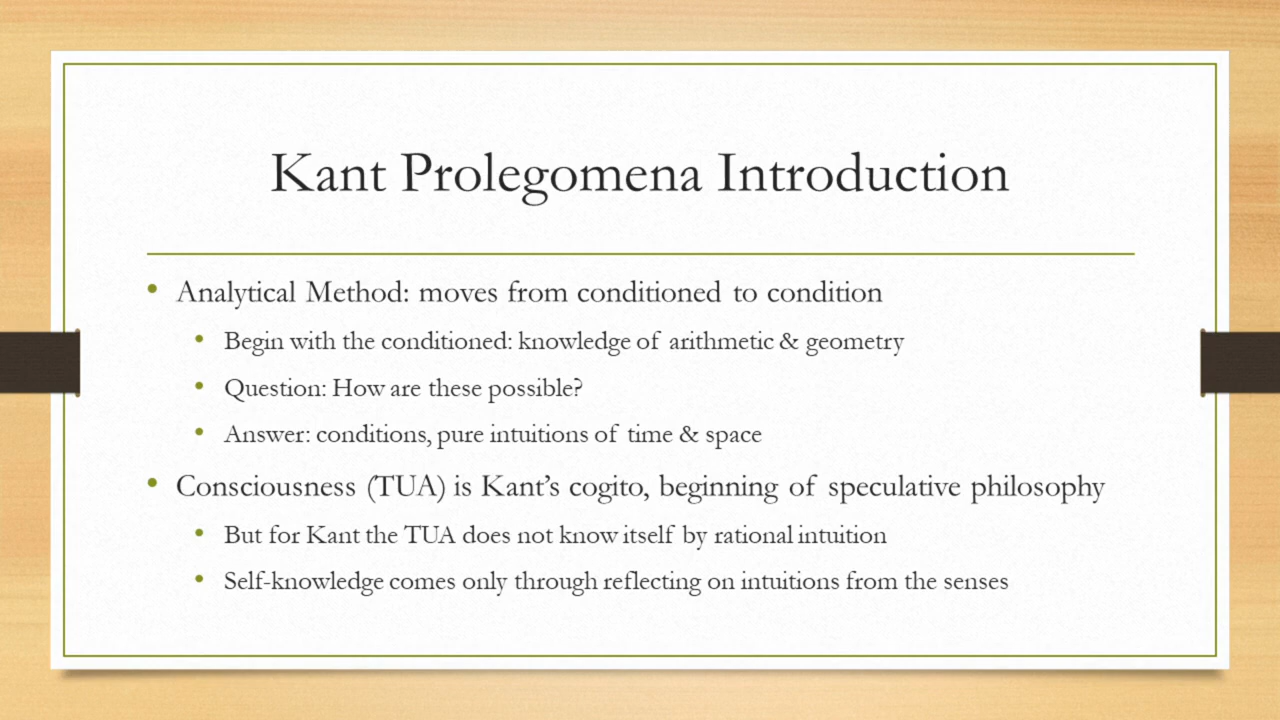 Kant Prolegomena Introduction
• Analytical Method: moves from conditioned to condition
• Begin with the conditioned: knowledge of arithmetic & geometry
• Question: How are these possible?
• Answer: conditions, pure intuitions of time & space
• Consciousness (TUA) is Kant’s cogito, beginning of speculative philosophy
• But for Kant the TUA does not know itself by rational intuition
• Self-knowledge comes only through reflecting on intuitions from the senses